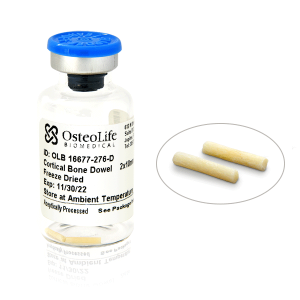 OsteoLife
BIOMEDICAL
ID: OLB 16677-276-D
Cortical Bone Dowel
Freeze Dried
Exp: 11/30/22
Store at Ambient Temperature
Aseptically Processed See Package